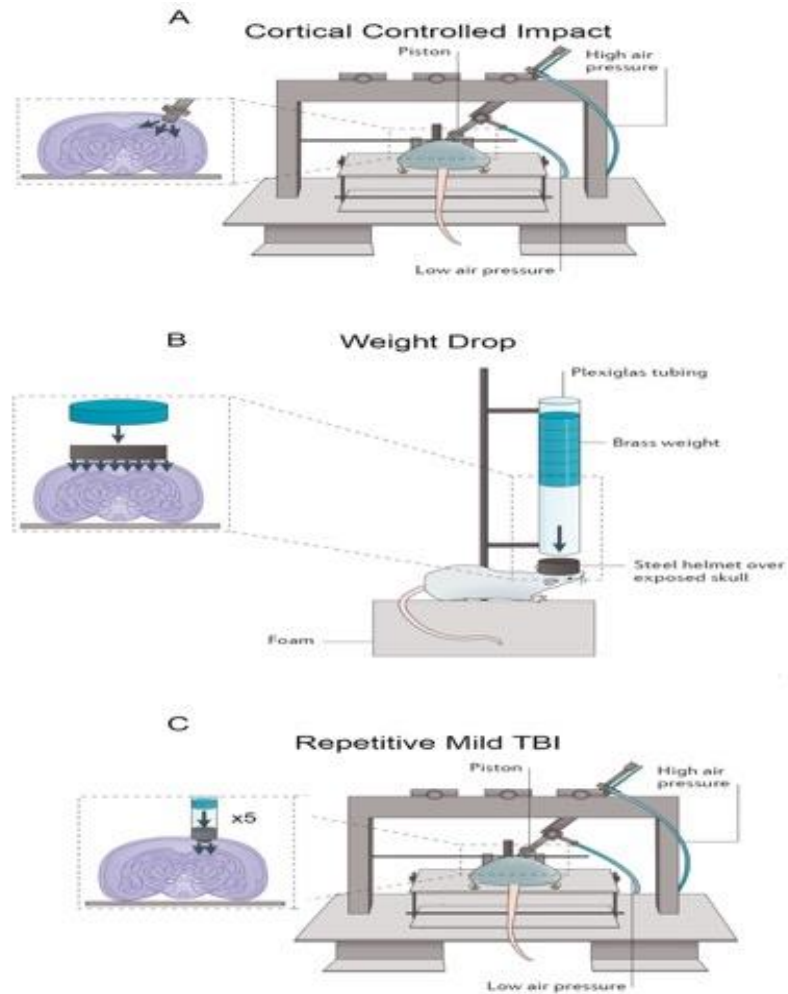 A
Cortical Controlled Impact
Piston
High air
pressure
Low air pressure
B
Weight Drop
Plexiglas tubing
Brass weight
Steel helmet over
exposed skull
Foam
C
Repetitive Mild TBI
Piston
High air
pressure
x5
Low air pressure